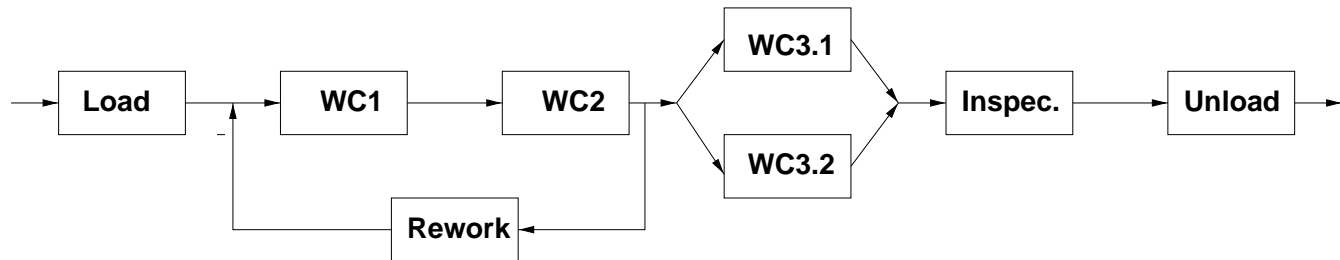 Load
WC1
WC2
WC3.1
WC3.2
Inspec.
Unload
Rework